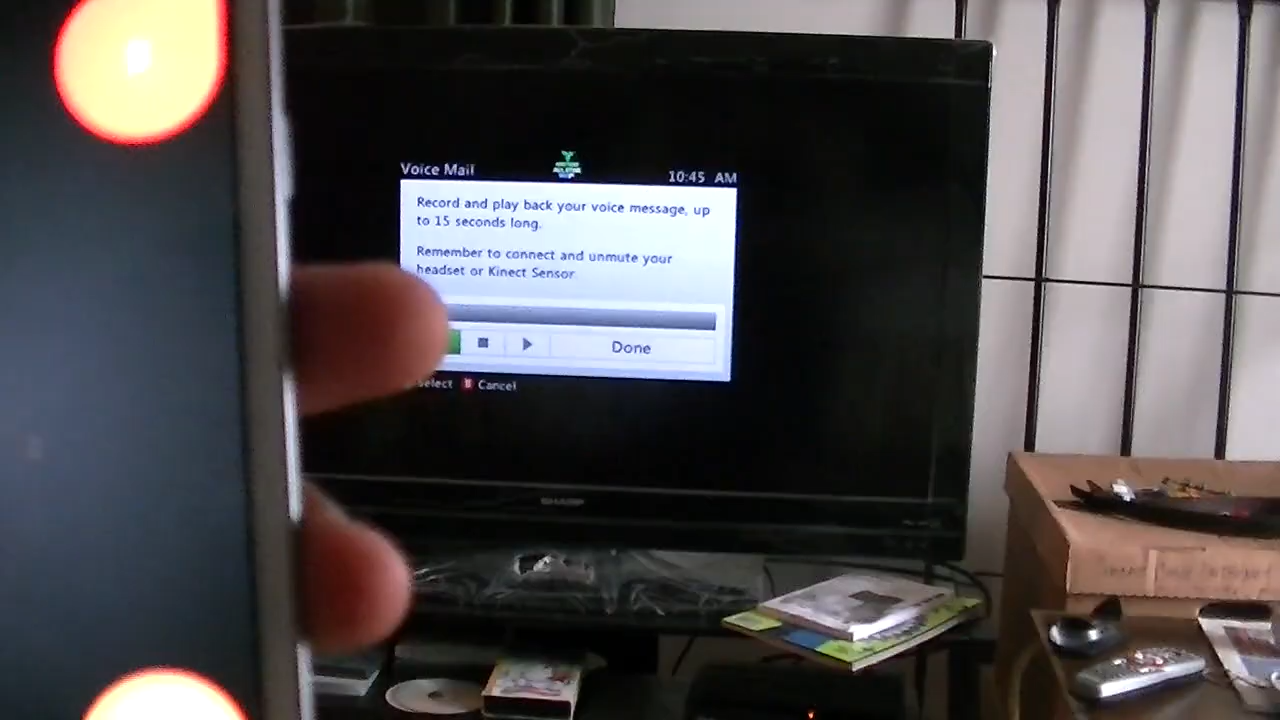 Voice Mail
10:45 AM
Record and play back your voice message, up
to 15 seconds long.
Remember to connect and unmute your
headset or Kinect Sensor.
Done
Select B Cancel
SHARP